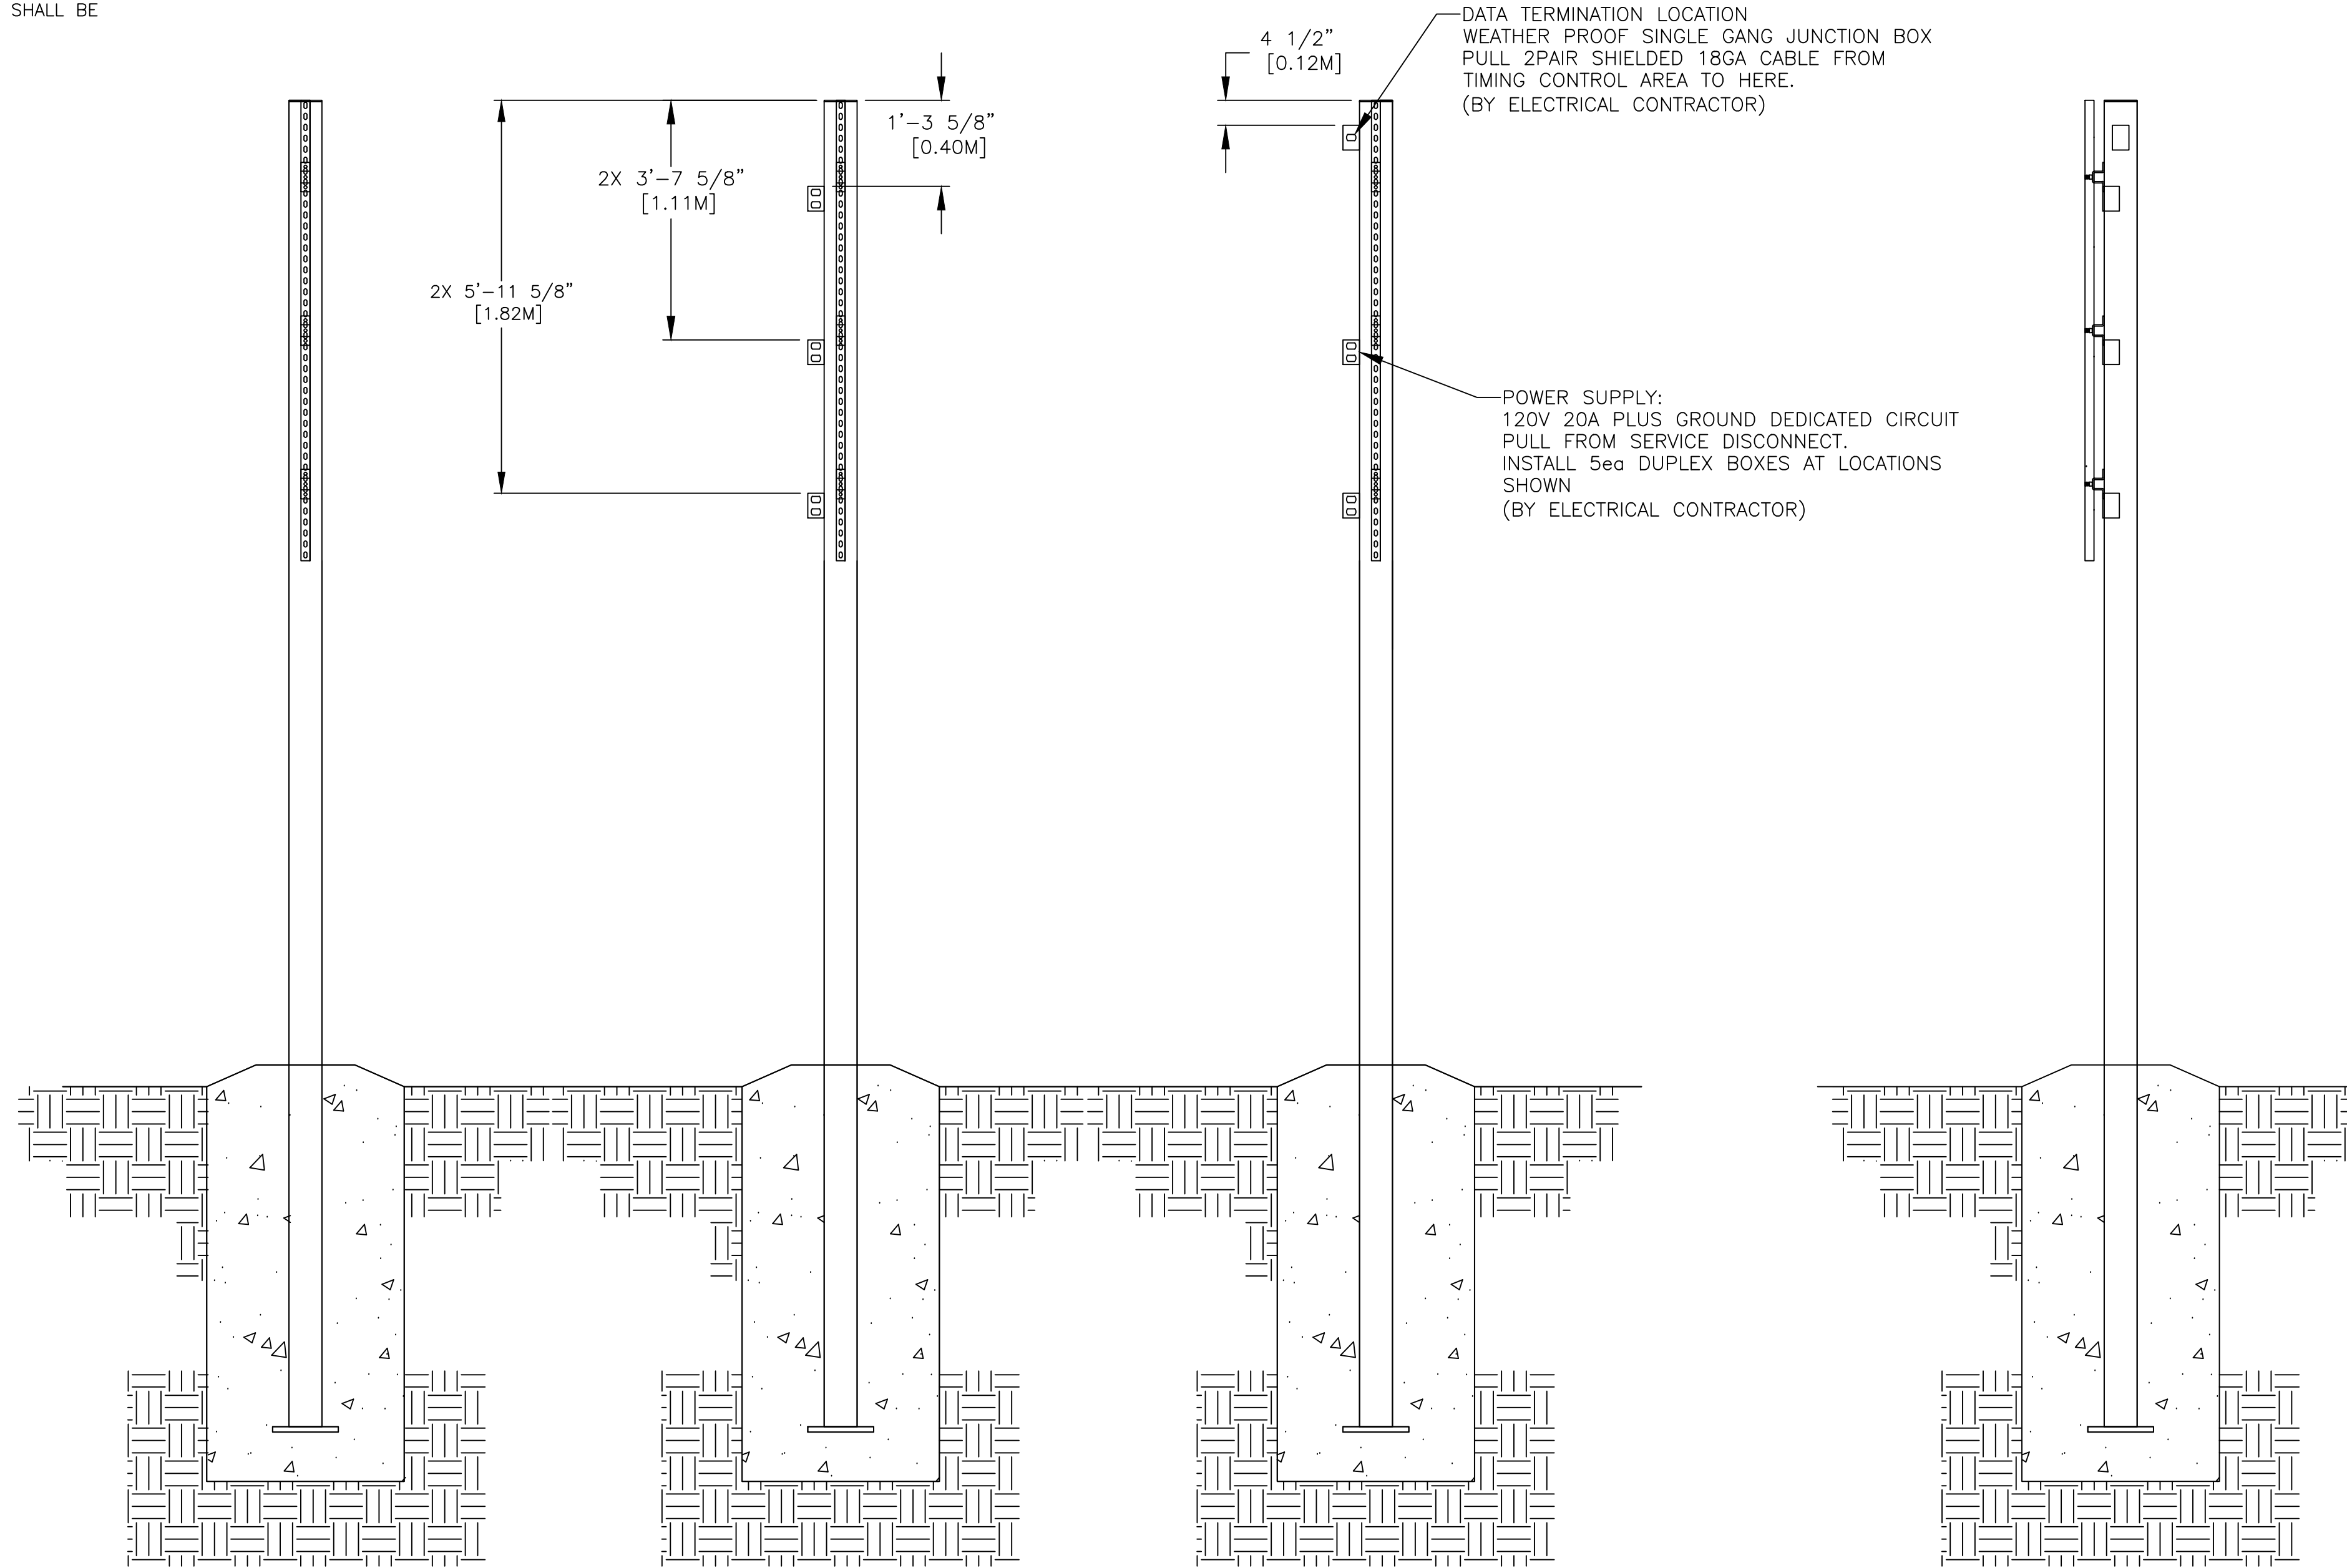 SHALL BE
4 1/2”
[0.12M]
DATA TERMINATION LOCATION
WEATHER PROOF SINGLE GANG JUNCTION BOX
PULL 2PAIR SHIELDED 18GA CABLE FROM
TIMING CONTROL AREA TO HERE.
(BY ELECTRICAL CONTRACTOR)
1’-3 5/8”
[0.40M]
2X 3’-7 5/8”
[1.11M]
2X 5’-11 5/8”
[1.82M]
POWER SUPPLY:
120V 20A PLUS GROUND DEDICATED CIRCUIT
PULL FROM SERVICE DISCONNECT.
INSTALL 5ea DUPLEX BOXES AT LOCATIONS
SHOWN
(BY ELECTRICAL CONTRACTOR)